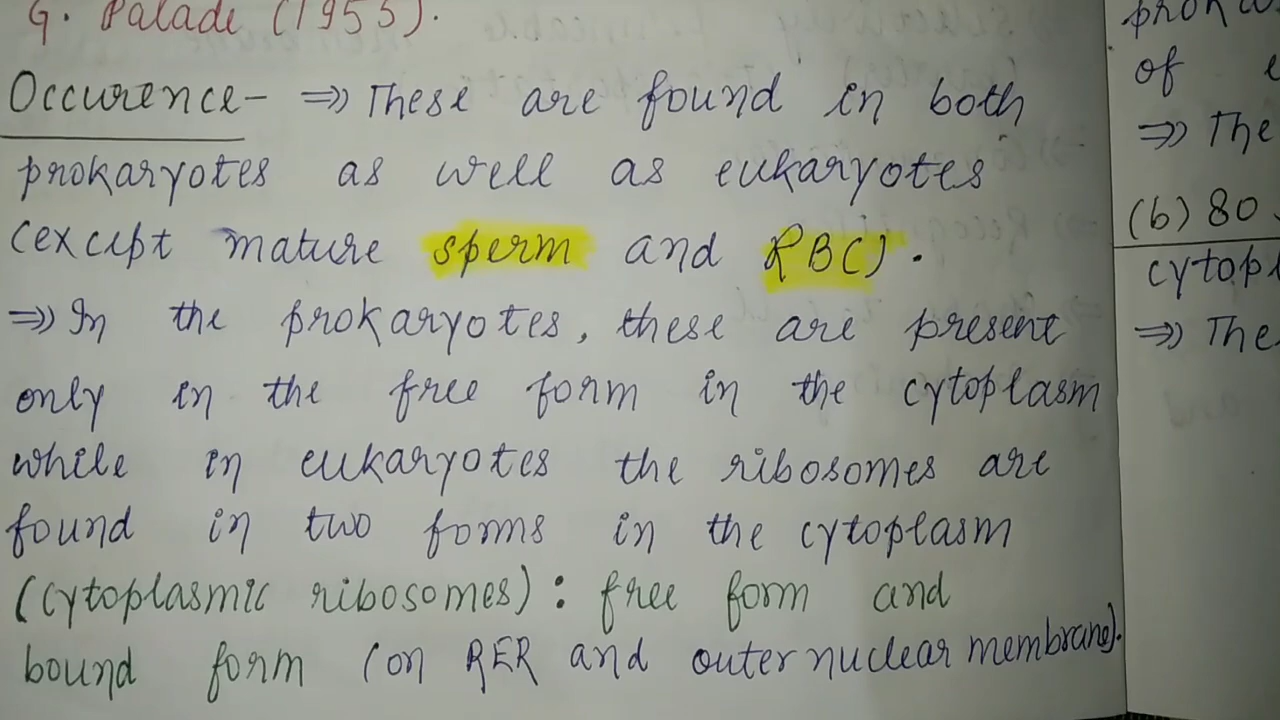 G. Palade (1955).
Occurence- ⇒ These are found in both
prokaryotes as well as eukaryotes
(except mature sperm and RBC).
⇒ In the prokaryotes, these are present
only in the free form in the cytoplasm
while in eukaryotes the ribosomes are
found in two forms in the cytoplasm
(cytoplasmic ribosomes): free form and
bound form (on RER and outer nuclear membrane).
of
⇒ The
(b) 80
⇒ The